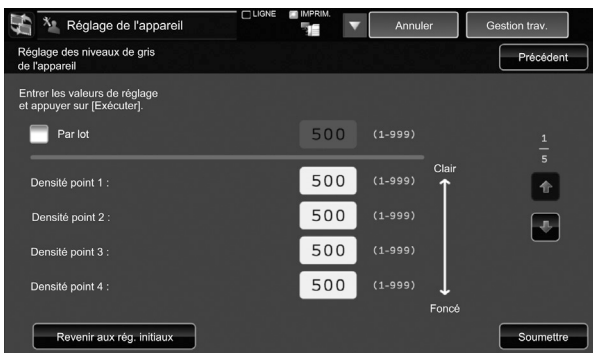 Réglage de l'appareil
LIGNE
IMPRIM.
Annuler
Gestion trav.
Réglage des niveaux de gris
de l'appareil
Précédent
Entrer les valeurs de réglage
et appuyer sur [Exécuter].
Par lot
500
(1-999)
1
5
Clair
Densité point 1 :
500
(1-999)
Densité point 2 :
500
(1-999)
Densité point 3 :
500
(1-999)
Densité point 4 :
500
(1-999)
Foncé
Revenir aux rég. initiaux
Soumettre